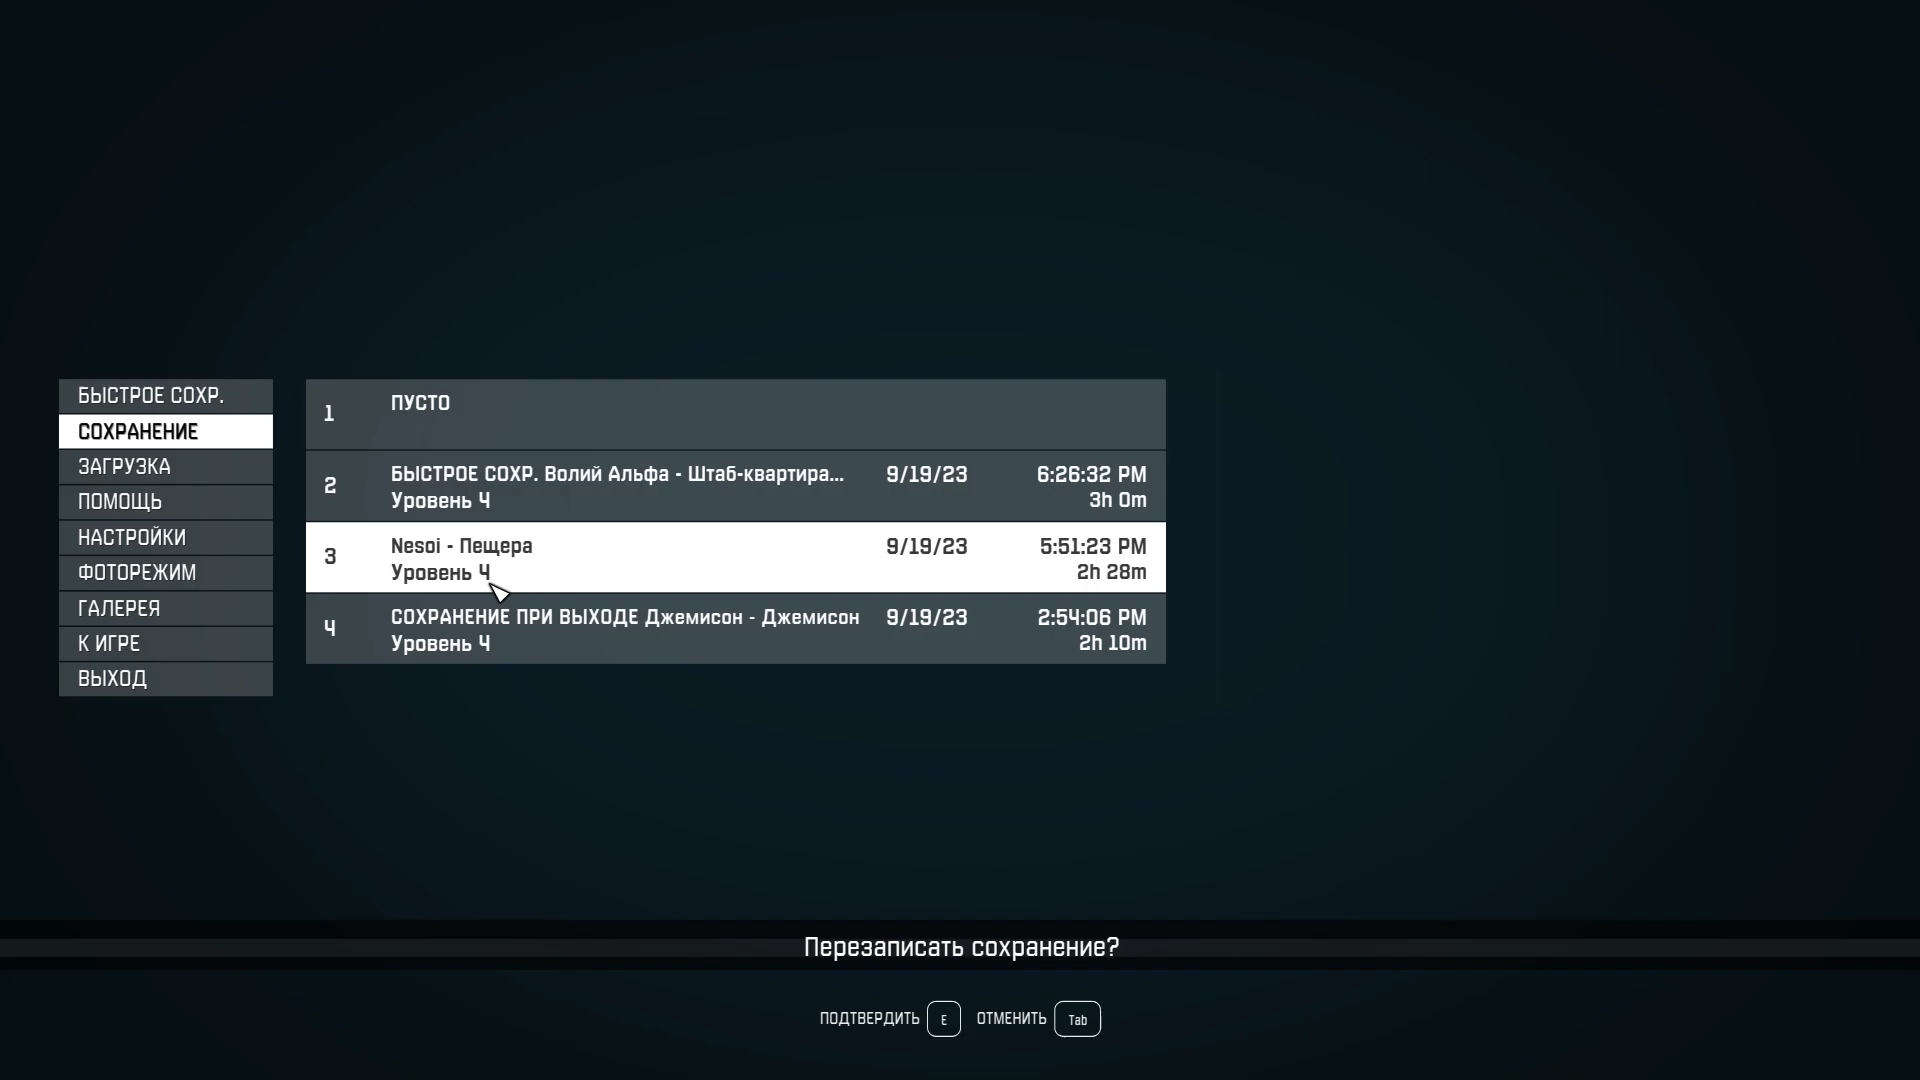 БЫСТРОЕ СОХР.
СОХРАНЕНИЕ
ЗАГРУЗКА
ПОМОЩЬ
НАСТРОЙКИ
ФОТОРЕЖИМ
ГАЛЕРЕЯ
К ИГРЕ
ВЫХОД
1 ПУСТО
2 БЫСТРОЕ СОХР. Волий Альфа - Штаб-квартира... 9/19/23 6:26:32 PM
Уровень 4 3h 0m
3 Nesoi - Пещера 9/19/23 5:51:23 PM
Уровень 4 2h 28m
4 СОХРАНЕНИЕ ПРИ ВЫХОДЕ Джемисон - Джемисон 9/19/23 2:54:06 PM
Уровень 4 2h 10m
Перезаписать сохранение?
ПОДТВЕРДИТЬ E ОТМЕНИТЬ Tab